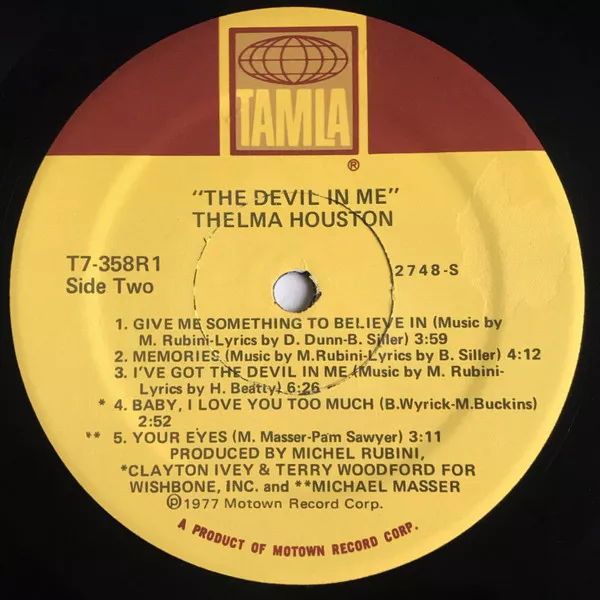 TAMLA
®
"THE DEVIL IN ME"
THELMA HOUSTON
T7-358R1
2748-S
Side Two
1. GIVE ME SOMETHING TO BELIEVE IN (Music by
M. Rubini-Lyrics by D. Dunn-B. Siller) 3:59
2. MEMORIES (Music by M.Rubini-Lyrics by B. Siller) 4:12
3. I'VE GOT THE DEVIL IN ME (Music by M. Rubini-
Lyrics by H. Beatty) 6:26
* 4. BABY, I LOVE YOU TOO MUCH (B.Wyrick-M.Buckins)
2:52
** 5. YOUR EYES (M. Masser-Pam Sawyer) 3:11
PRODUCED BY MICHEL RUBINI,
*CLAYTON IVEY & TERRY WOODFORD FOR
WISHBONE, INC. and **MICHAEL MASSER
℗1977 Motown Record Corp.
A PRODUCT OF MOTOWN RECORD CORP.